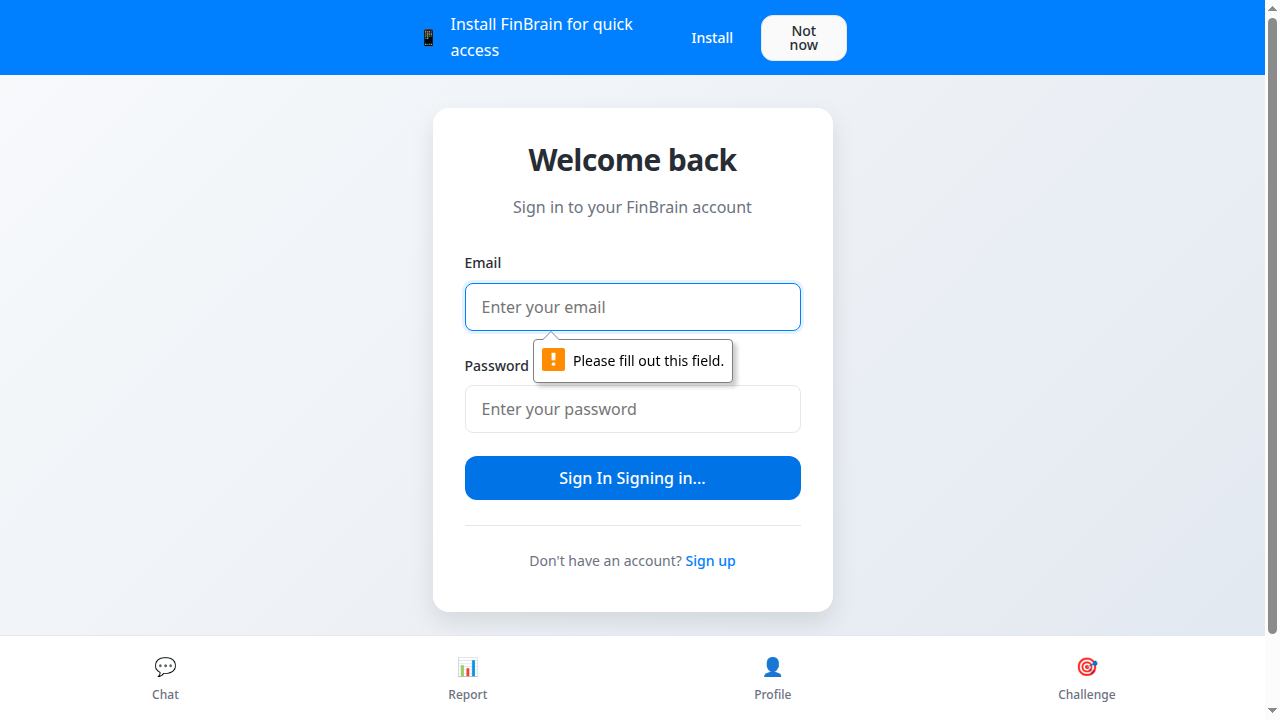 Install FinBrain for quick
access
Install
Not
now
Welcome back
Sign in to your FinBrain account
Email
Enter your email
Please fill out this field.
Password
Enter your password
Sign In Signing in...
Don't have an account? Sign up
Chat
Report
Profile
Challenge